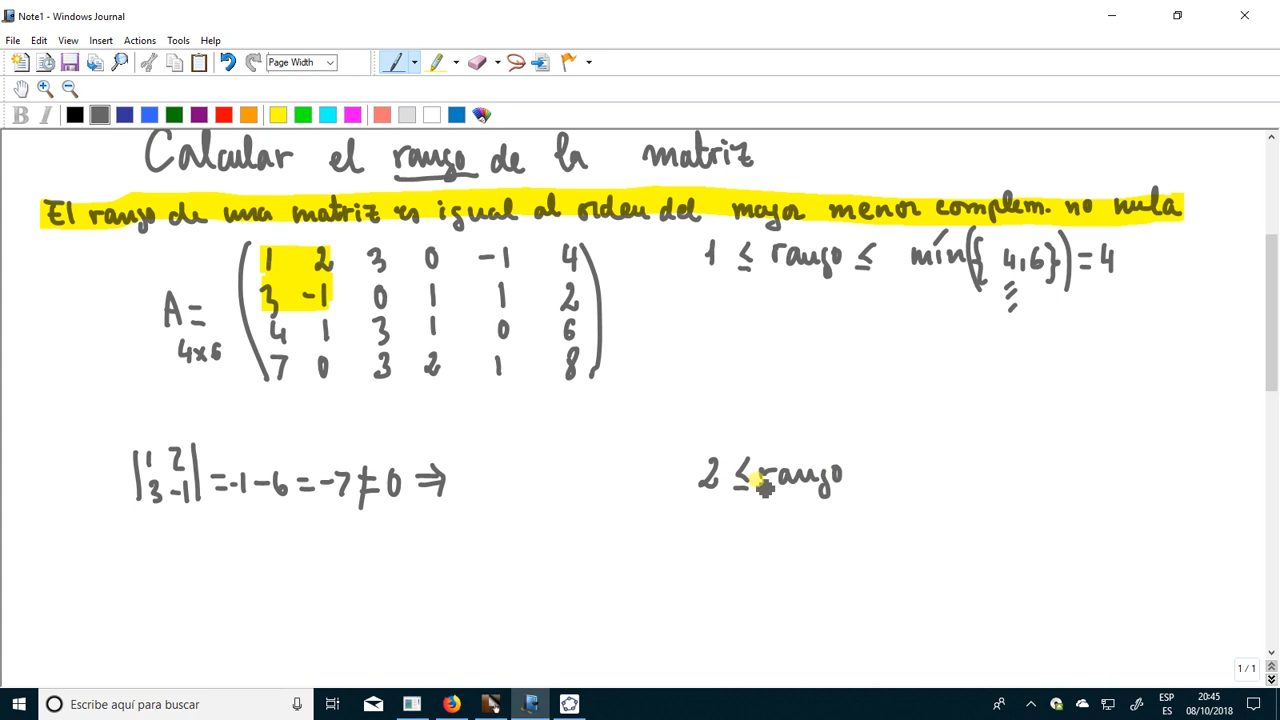 Note1 - Windows Journal
File Edit View Insert Actions Tools Help
Page Width
B I
Calcular el rango de la matriz
El rango de una matriz es igual al orden del mayor menor complem. no nula
A= 4x6
1 2 3 0 -1 4
3 -1 0 1 1 2
4 1 3 1 0 6
7 0 3 2 1 8
1 ≤ rango ≤ mín({4,6})=4
|1 2|
|3 -1| =-1-6=-7≠0 ⇒ 2 ≤ rango
1 / 1
Escribe aquí para buscar
ESP
ES
20:45
08/10/2018